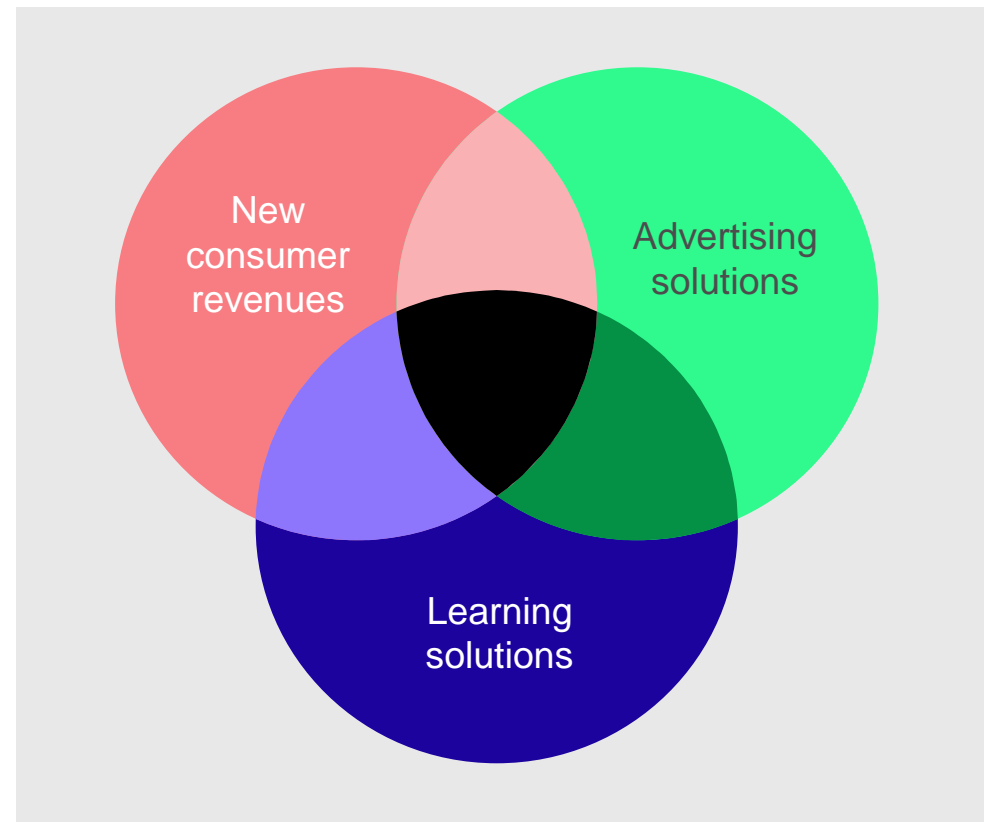 New
consumer
revenues
Advertising
solutions
Learning
solutions